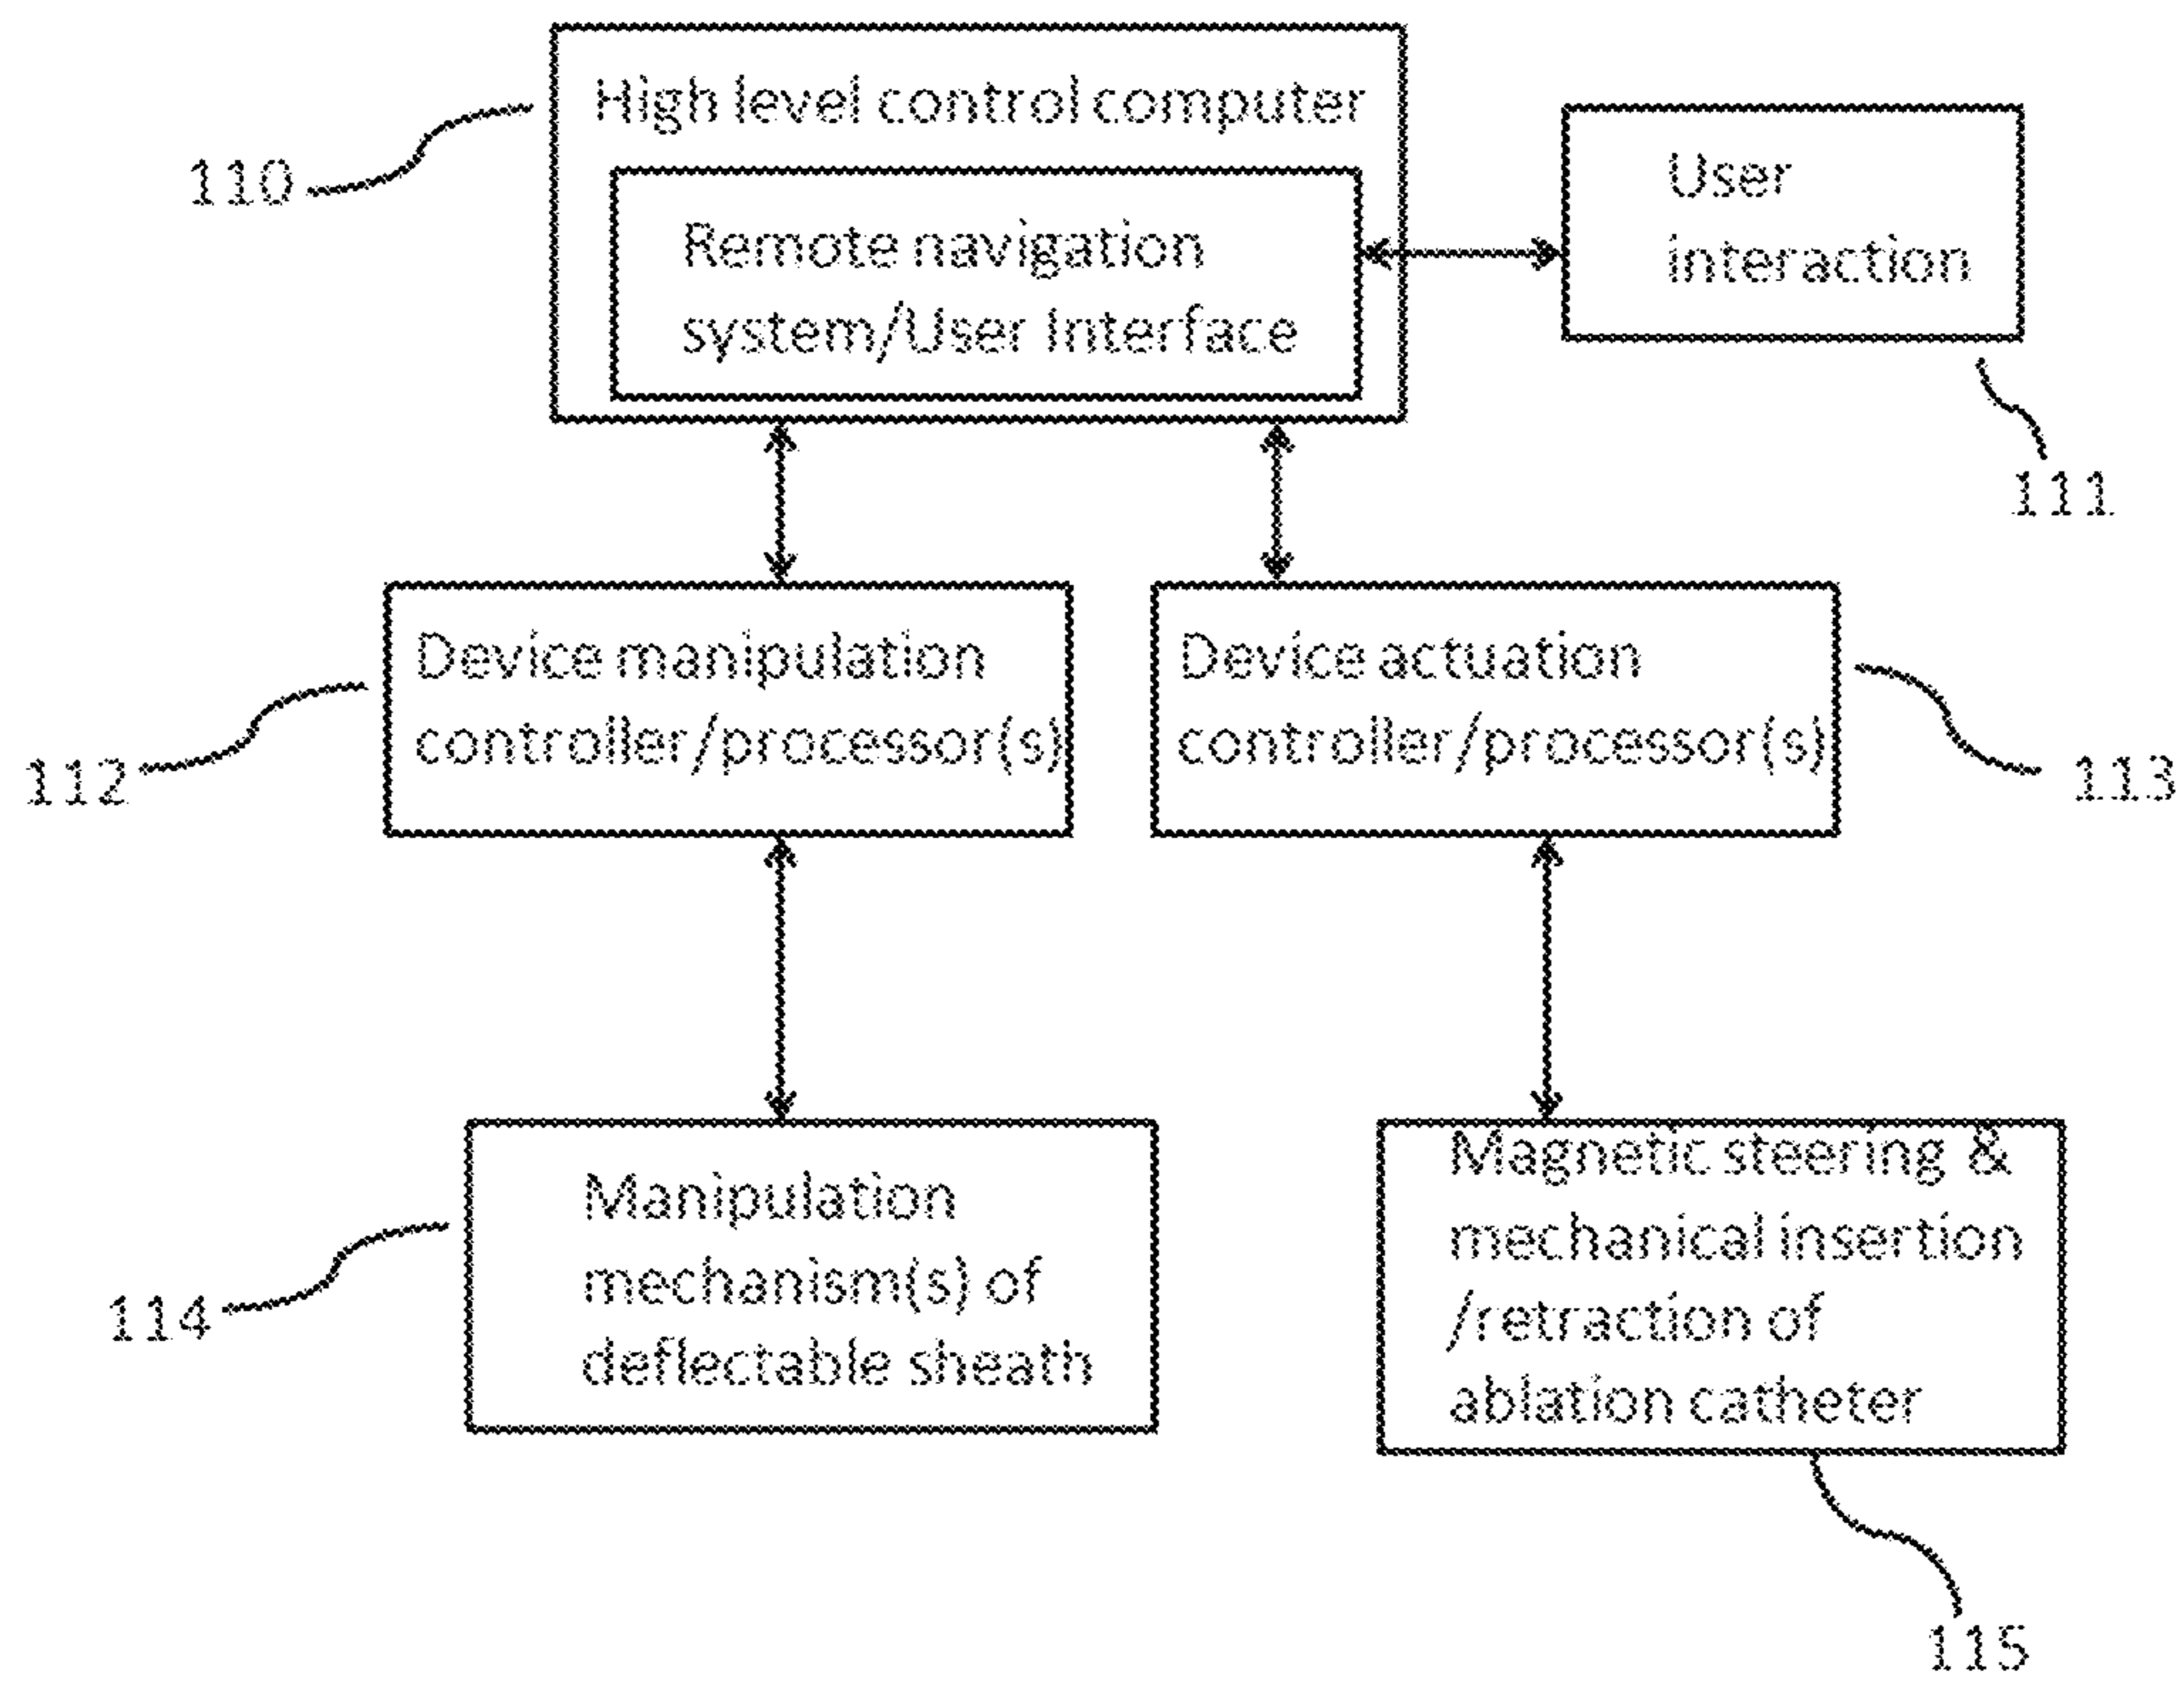 High level control computer
110
Remote navigation
system/User Interface
User
interaction
111
Device manipulation
controller/processor(s)
112
Device actuation
controller/processor(s)
113
Manipulation
mechanism(s) of
deflectable sheath
114
Magnetic steering &
mechanical insertion
/retraction of
ablation catheter
115